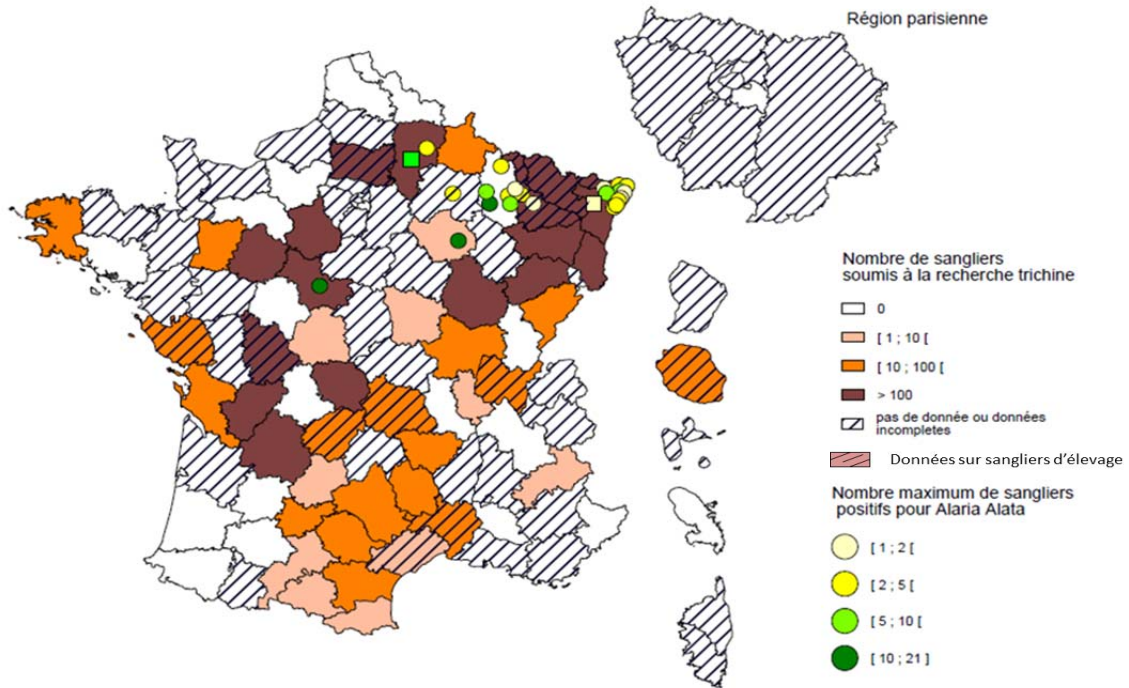 Région parisienne
Nombre de sangliers
soumis à la recherche trichine
0
[ 1 ; 10 [
[ 10 ; 100 [
> 100
pas de donnée ou données
incompletes
Données sur sangliers d'élevage
Nombre maximum de sangliers
positifs pour Alaria Alata
[ 1 ; 2 [
[ 2 ; 5 [
[ 5 ; 10 [
[ 10 ; 21 ]